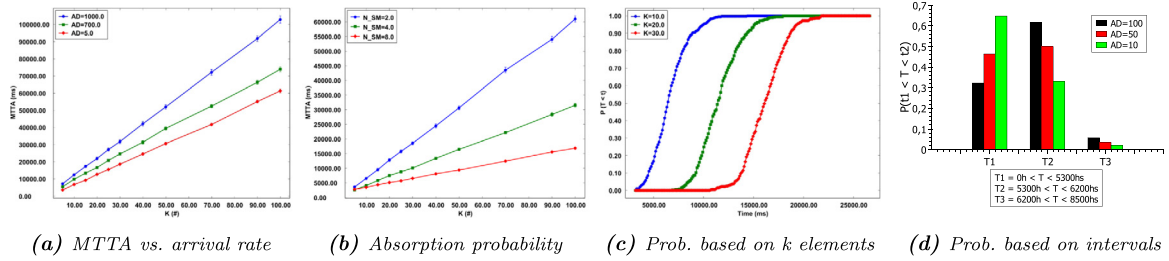 AD=1000.0
AD=700.0
AD=5.0
MTTA (ms)
100000.00
90000.00
80000.00
70000.00
60000.00
50000.00
40000.00
30000.00
20000.00
10000.00
0.00
10.00 20.00 30.00 40.00 50.00 60.00 70.00 80.00 90.00 100.00
K (#)
(a) MTTA vs. arrival rate
N_SM=2.0
N_SM=4.0
N_SM=8.0
MTTA (ms)
60000.00
55000.00
50000.00
45000.00
40000.00
35000.00
30000.00
25000.00
20000.00
15000.00
10000.00
5000.00
0.00
10.00 20.00 30.00 40.00 50.00 60.00 70.00 80.00 90.00 100.00
K (#)
(b) Absorption probability
K=10.0
K=20.0
K=30.0
P (T < t)
1.00
0.90
0.80
0.70
0.60
0.50
0.40
0.30
0.20
0.10
0.00
5000.00 10000.00 15000.00 20000.00 25000.00
Time (ms)
(c) Prob. based on k elements
AD=100
AD=50
AD=10
P(t1 < T < t2)
0,7
0,6
0,5
0,4
0,3
0,2
0,1
0
T1 T2 T3
T1 = 0h < T < 5300hs
T2 = 5300h < T < 6200hs
T3 = 6200h < T < 8500hs
(d) Prob. based on intervals